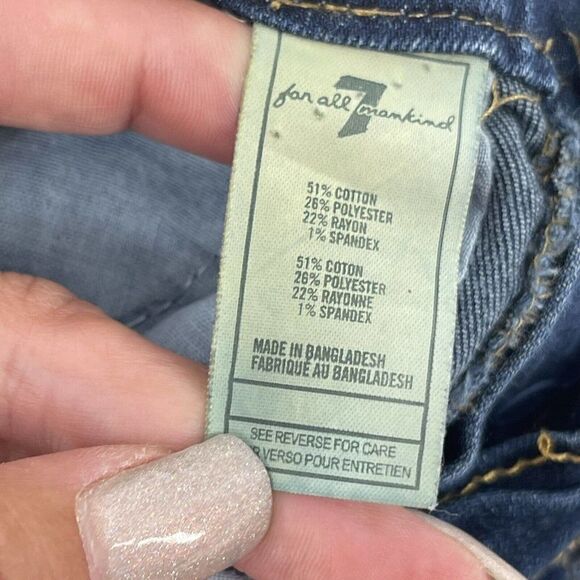 7
for all mankind
51% COTTON
26% POLYESTER
22% RAYON
1% SPANDEX
51% COTON
26% POLYESTER
22% RAYONNE
1% SPANDEX
MADE IN BANGLADESH
FABRIQUÉ AU BANGLADESH
SEE REVERSE FOR CARE
VERSO POUR ENTRETIEN